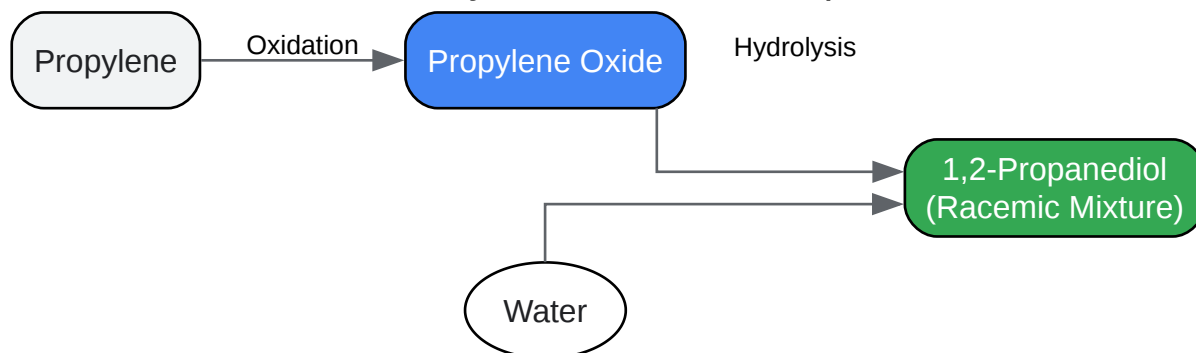 Propylene
Oxidation
Propylene Oxide
Hydrolysis
1,2-Propanediol
(Racemic Mixture)
Water